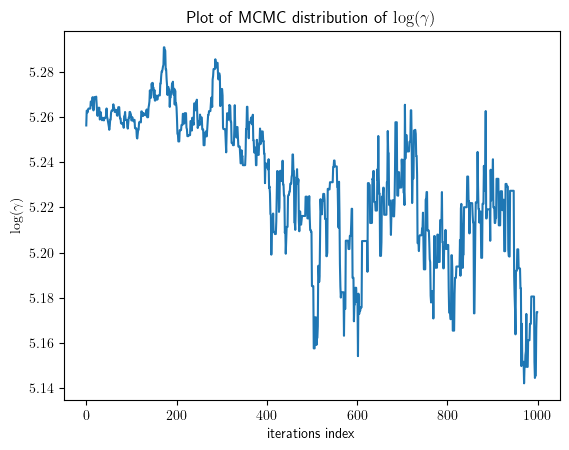 Plot of MCMC distribution of log(γ)
log(γ)
5.28
5.26
5.24
5.22
5.20
5.18
5.16
5.14
0 200 400 600 800 1000
iterations index